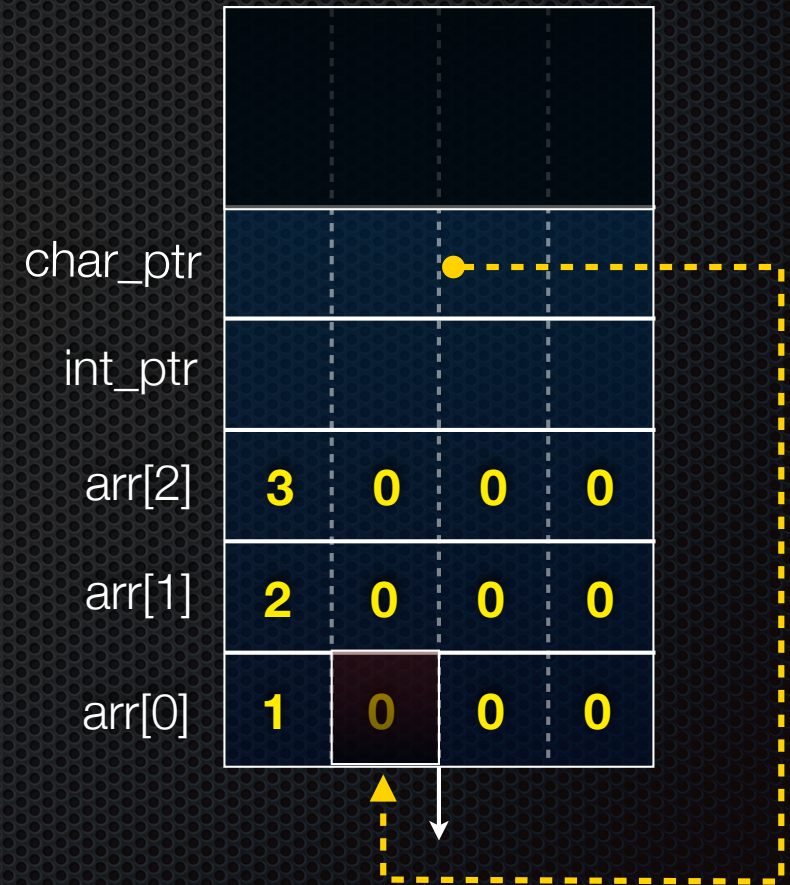 char_ptr
int_ptr
arr[2] 3 0 0 0
arr[1] 2 0 0 0
arr[0] 1 0 0 0